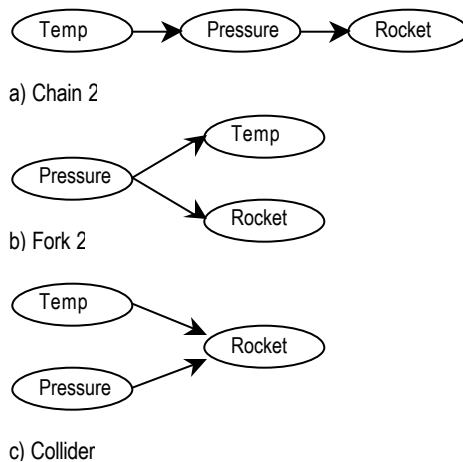 Temp Pressure Rocket
a) Chain 2
Temp
Pressure
Rocket
b) Fork 2
Temp
Rocket
Pressure
c) Collider